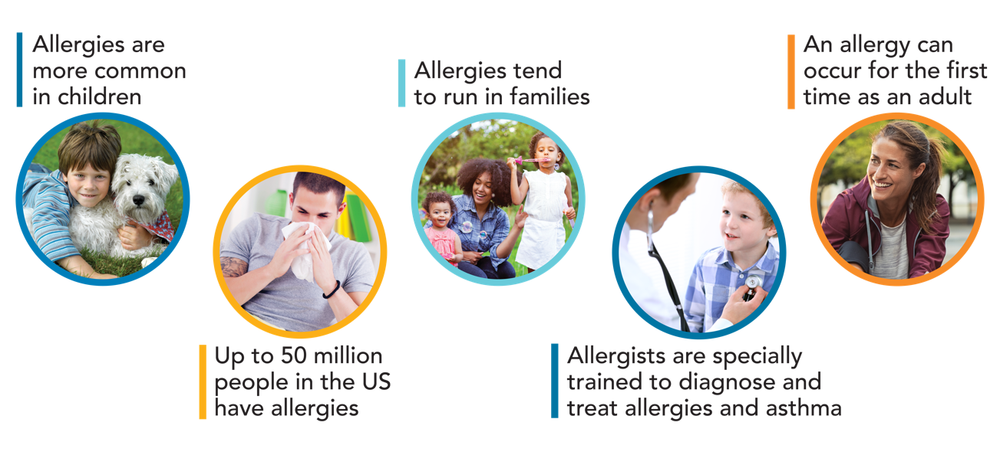 Allergies are
more common
in children
Up to 50 million
people in the US
have allergies
Allergies tend
to run in families
Allergists are specially
trained to diagnose and
treat allergies and asthma
An allergy can
occur for the first
time as an adult